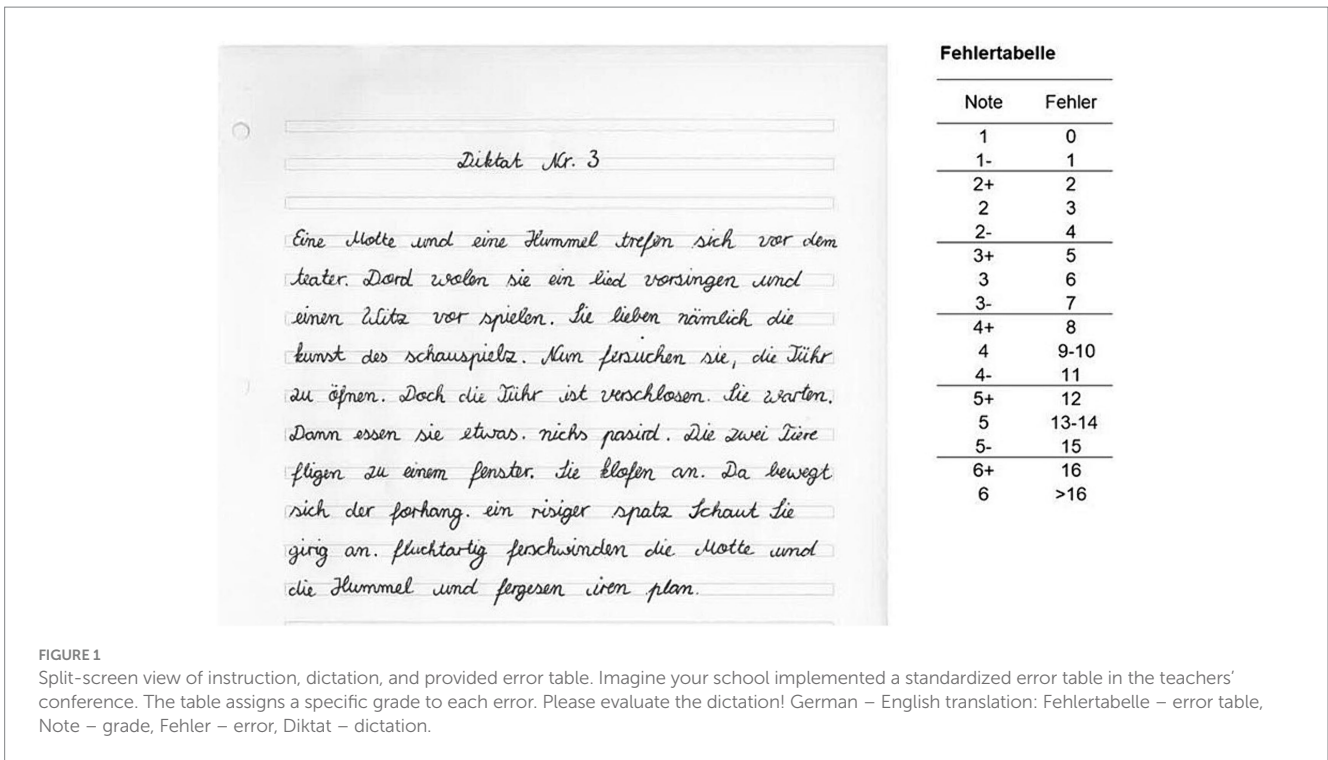 Fehlertabelle
Note Fehler
1 0
1- 1
2+ 2
2 3
2- 4
3+ 5
3 6
3- 7
4+ 8
4 9-10
4- 11
5+ 12
5 13-14
5- 15
6+ 16
6 >16
Diktat Nr. 3
Eine Motte und eine Hummel trefen sich vor dem
teater. Dord wolen sie ein lied vorsingen und
einen Witz vor spielen. Sie lieben nämlich die
kunst des schauspielz. Nun fersuchen sie, die Tühr
zu öfnen. Doch die Tühr ist verschlosen. Sie warten.
Dann essen sie etwas. nichs pasird. Die zwei Tiere
fligen zu einem fenster. Sie klofen an. Da bewegt
sich der forhang. ein risiger spatz Schaut Sie
girig an. fluchtartig ferschwinden die Motte und
die Hummel und fergesen iren plan.
FIGURE 1
Split-screen view of instruction, dictation, and provided error table. Imagine your school implemented a standardized error table in the teachers’
conference. The table assigns a specific grade to each error. Please evaluate the dictation! German – English translation: Fehlertabelle – error table,
Note – grade, Fehler – error, Diktat – dictation.